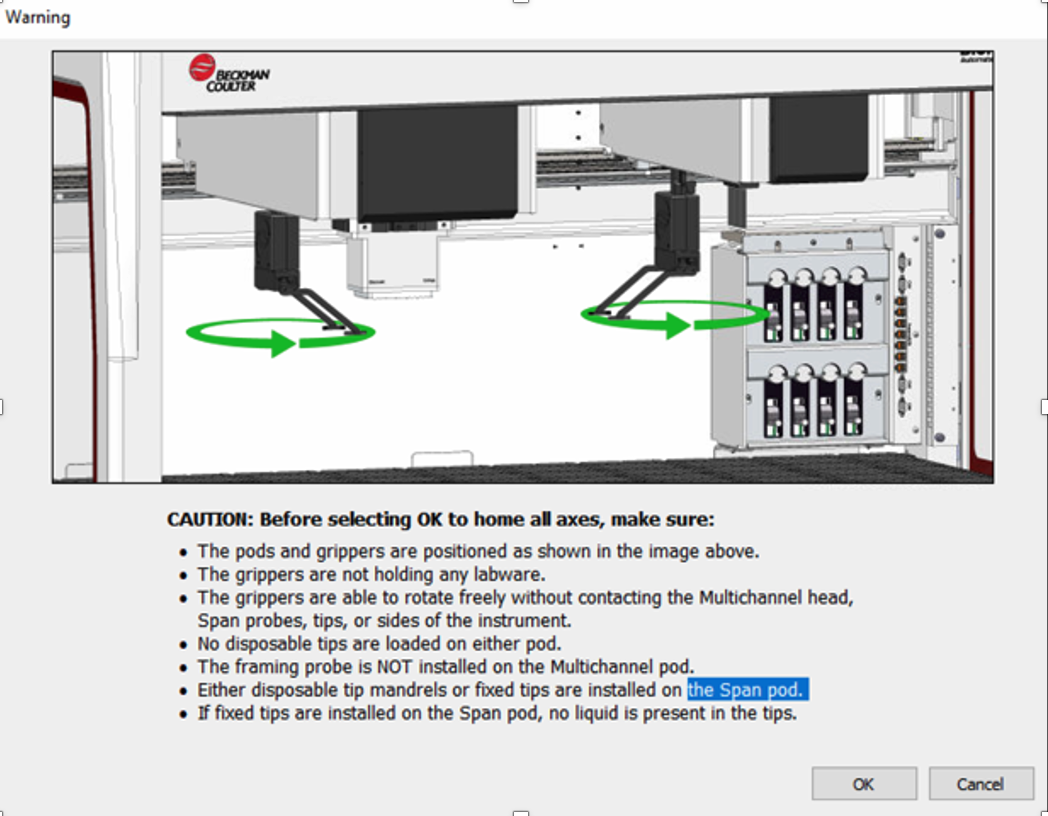 Warning
BECKMAN
COULTER
CAUTION: Before selecting OK to home all axes, make sure:
• The pods and grippers are positioned as shown in the image above.
• The grippers are not holding any labware.
• The grippers are able to rotate freely without contacting the Multichannel head,
Span probes, tips, or sides of the instrument.
• No disposable tips are loaded on either pod.
• The framing probe is NOT installed on the Multichannel pod.
• Either disposable tip mandrels or fixed tips are installed on the Span pod.
• If fixed tips are installed on the Span pod, no liquid is present in the tips.
OK
Cancel